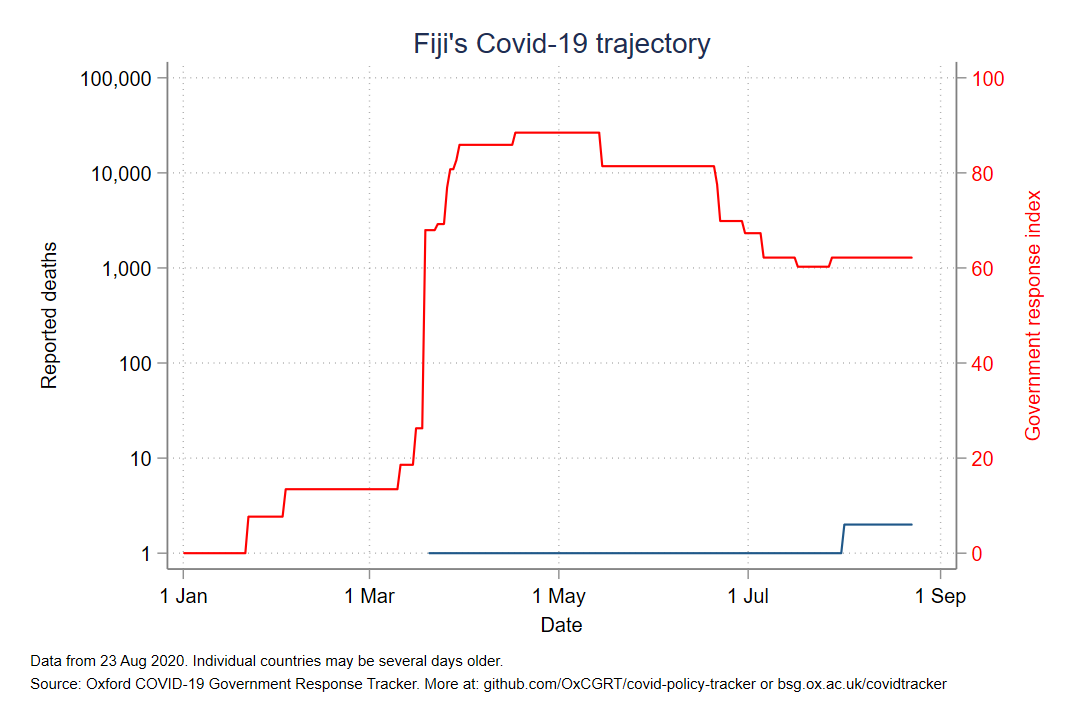 Fiji's Covid-19 trajectory
100,000
10,000
1,000
100
10
1
Reported deaths
100
80
60
40
20
0
Government response index
1 Jan
1 Mar
1 May
1 Jul
1 Sep
Date
Data from 23 Aug 2020. Individual countries may be several days older.
Source: Oxford COVID-19 Government Response Tracker. More at: github.com/OxCGRT/covid-policy-tracker or bsg.ox.ac.uk/covidtracker